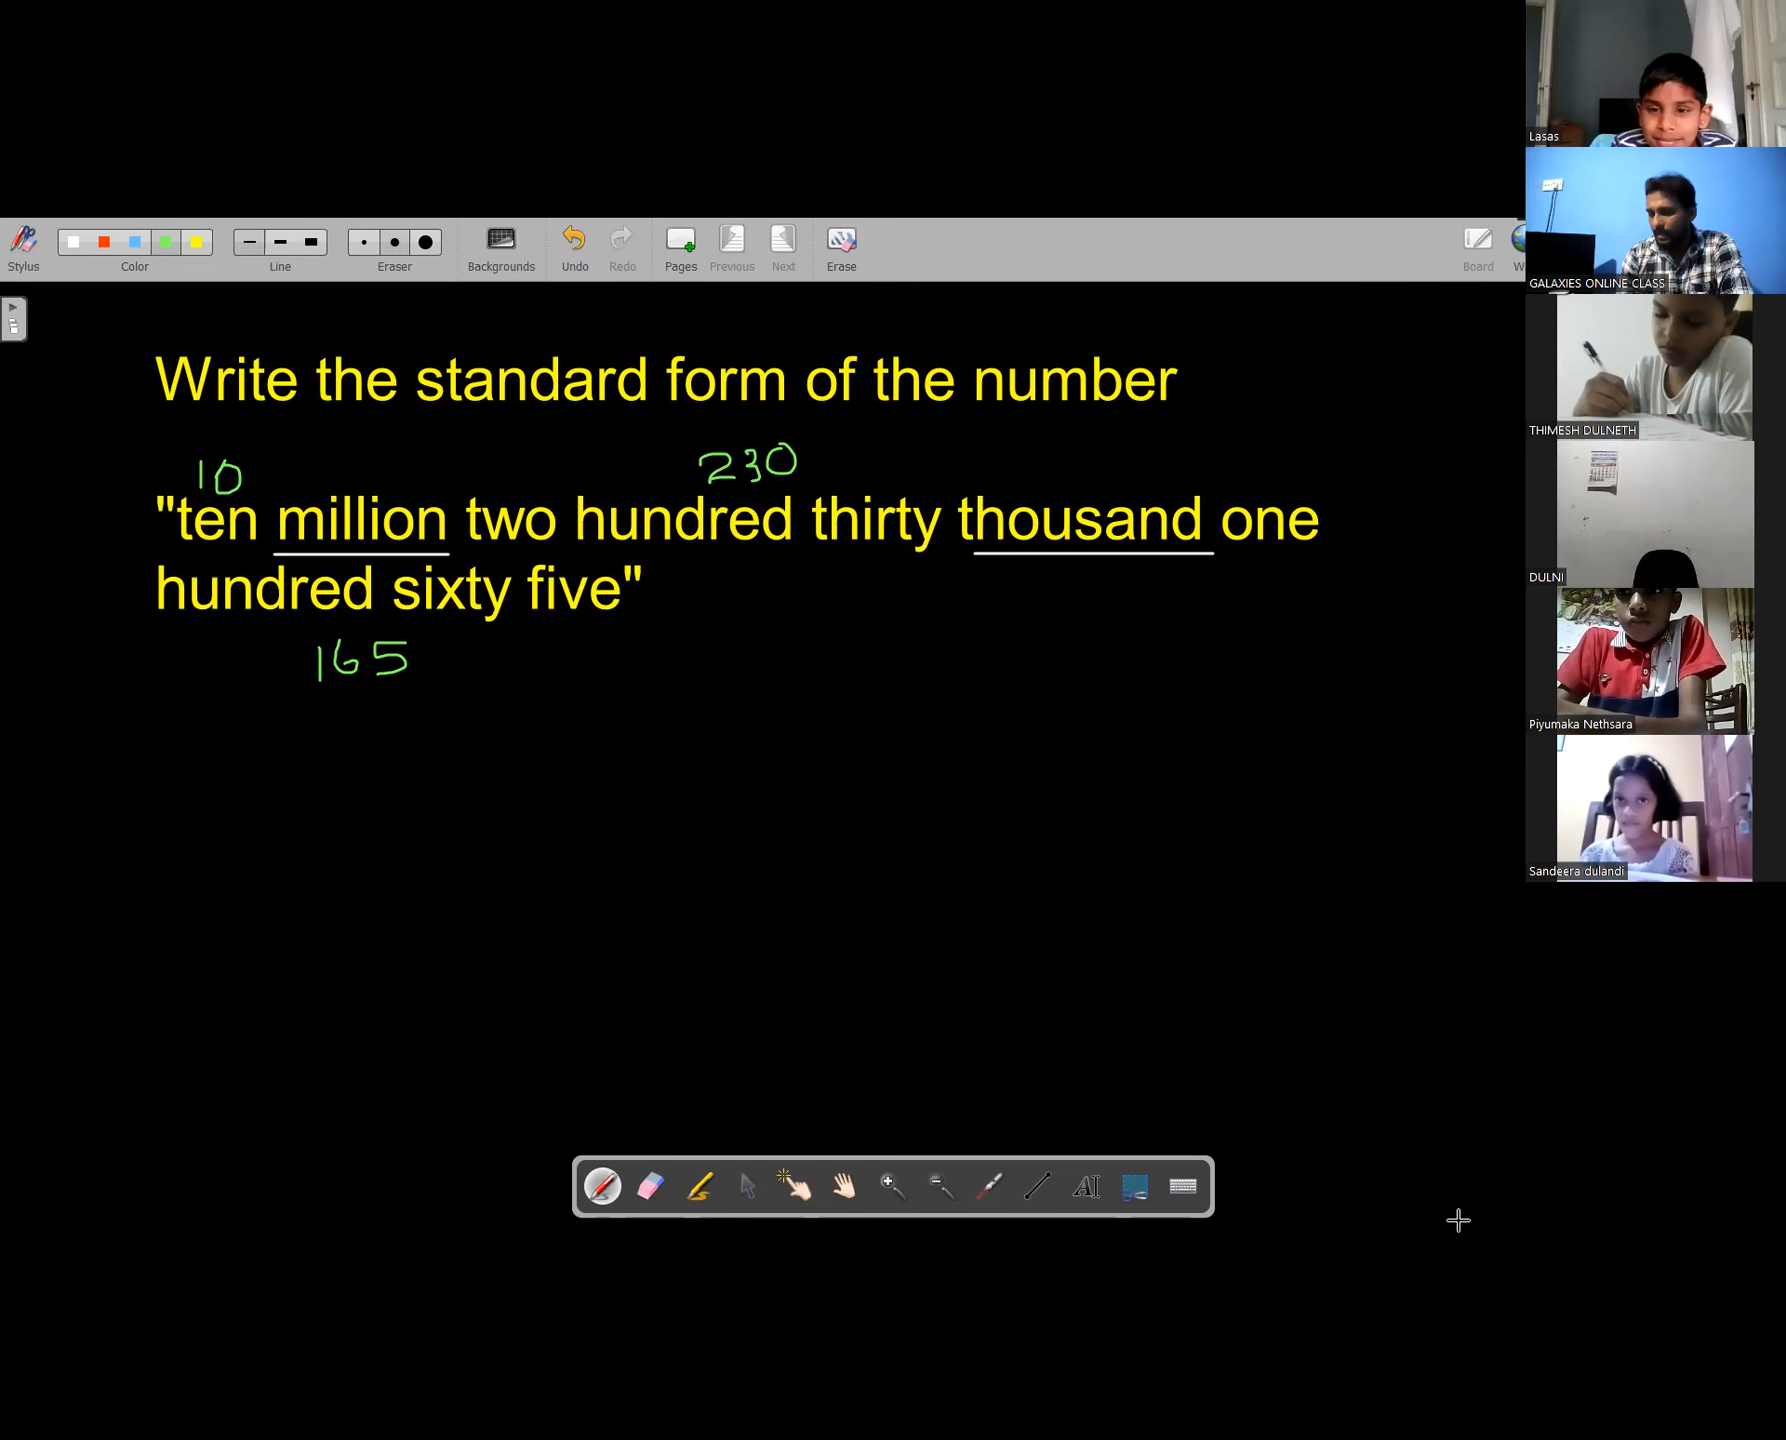 Lasas
Stylus
Color
Line
Eraser
Backgrounds
Undo
Redo
Pages
Previous
Next
Erase
Board
W
GALAXIES ONLINE CLASS
Write the standard form of the number
10
230
"ten million two hundred thirty thousand one
hundred sixty five"
165
THIMESH DULNETH
DULNI
Piyumaka Nethsara
Sandeera dulandi
AI